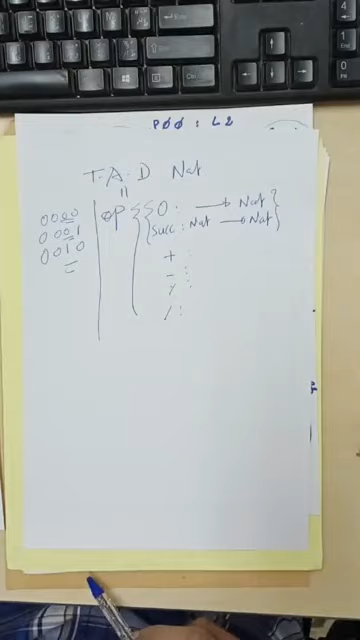 POO : L2
T.A.D Nat
=
0000 op { { 0 : → Nat }
0001 { succ : Nat → Nat }
0010
+ :
- :
/ :